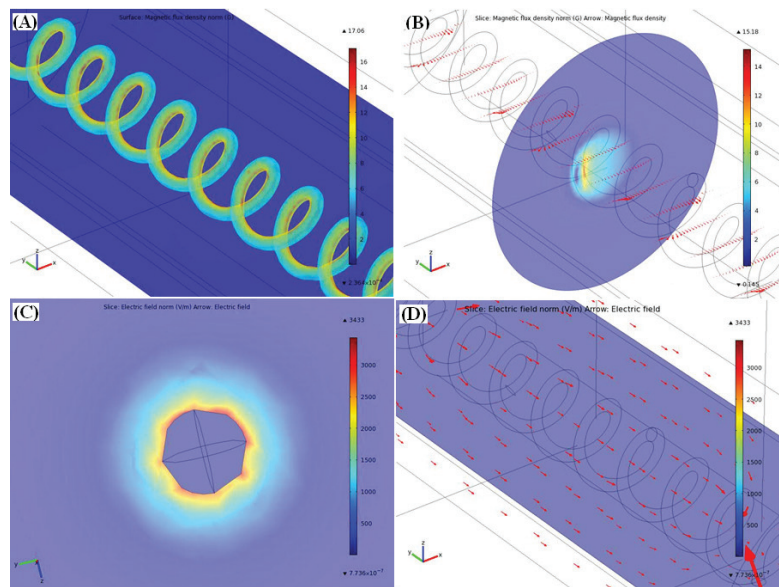 (A)
Surface: Magnetic flux density norm (G)
▲ 17.06
16
14
12
10
8
6
4
2
y z x
(B)
Slice: Magnetic flux density norm (G) Arrow: Magnetic flux density
▲ 15.18
14
12
10
8
6
4
2
▼ 0.145
y z x
(C)
Slice: Electric field norm (V/m) Arrow: Electric field
▲ 3433
3000
2500
2000
1500
1000
500
▼ 7.736×10⁻⁷
y z
(D)
Slice: Electric field norm (V/m) Arrow: Electric field
▲ 3433
3000
2500
2000
1500
1000
500
▼ 7.736×10⁻⁷
y z x